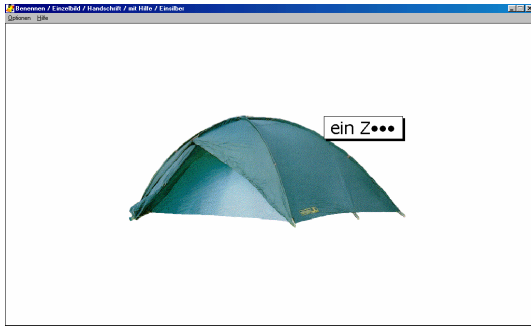 Benennen / Einzelbild / Handschrift / mit Hilfe / Einsilber
Optionen Hilfe
ein Z●●●